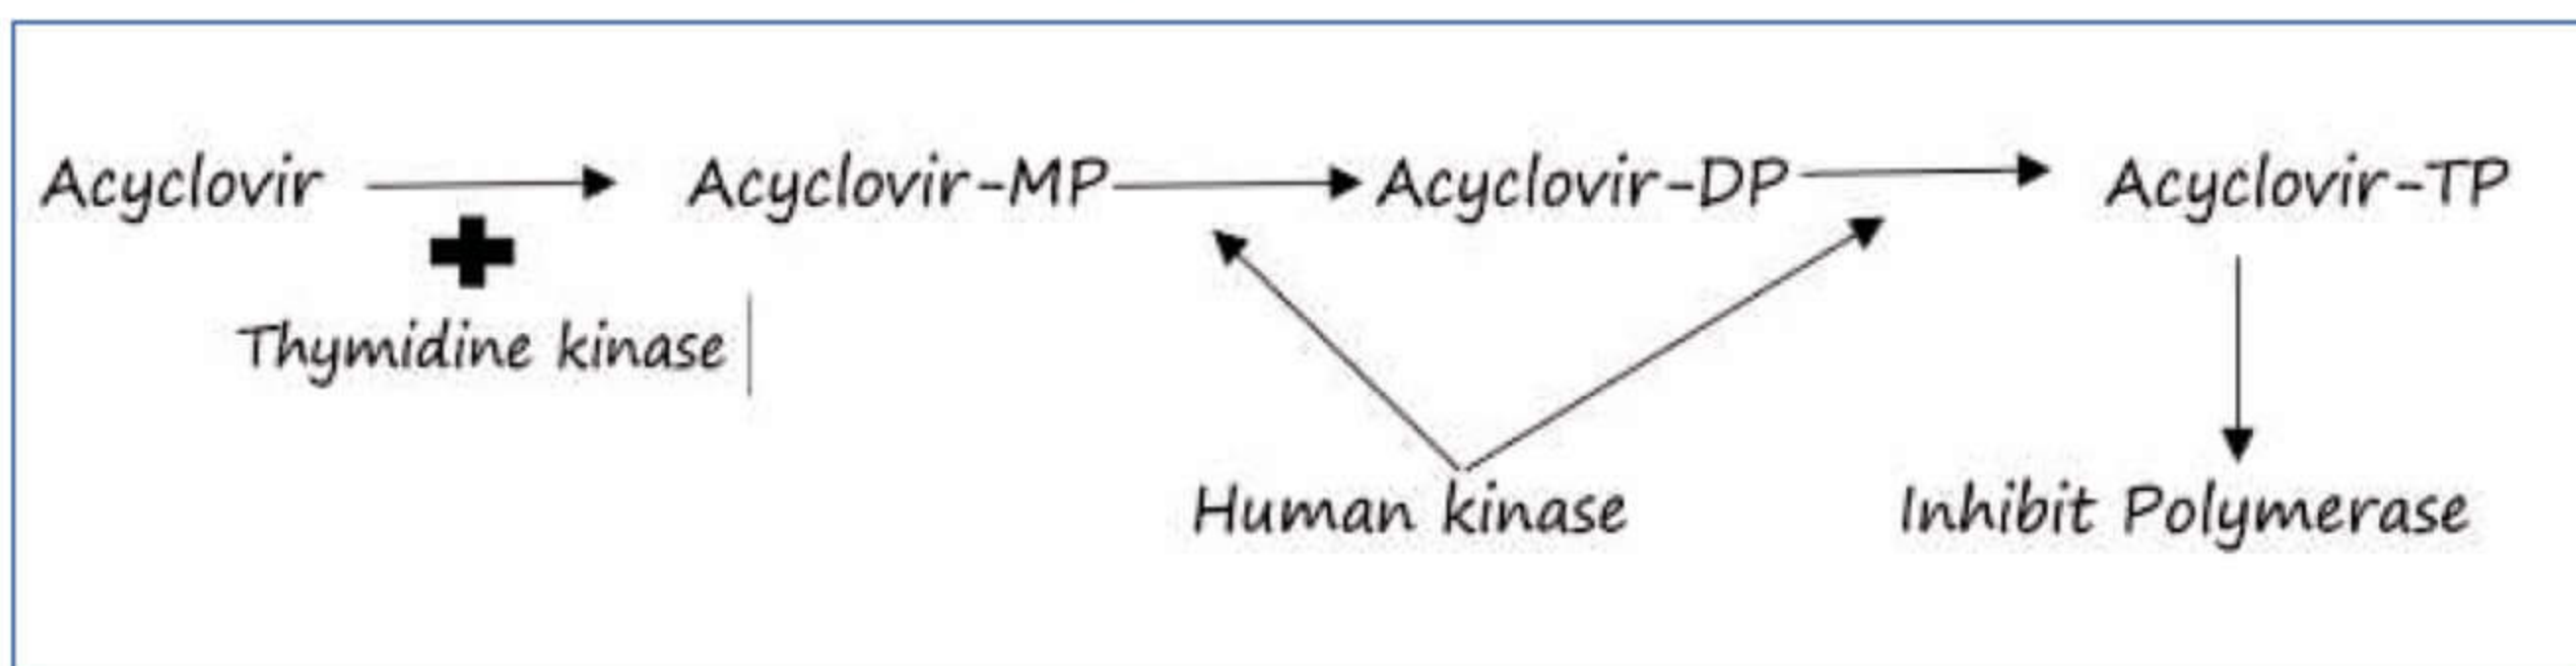 Acyclovir Acyclovir-MP Acyclovir-DP Acyclovir-TP
Thymidine kinase
Human kinase Inhibit Polymerase